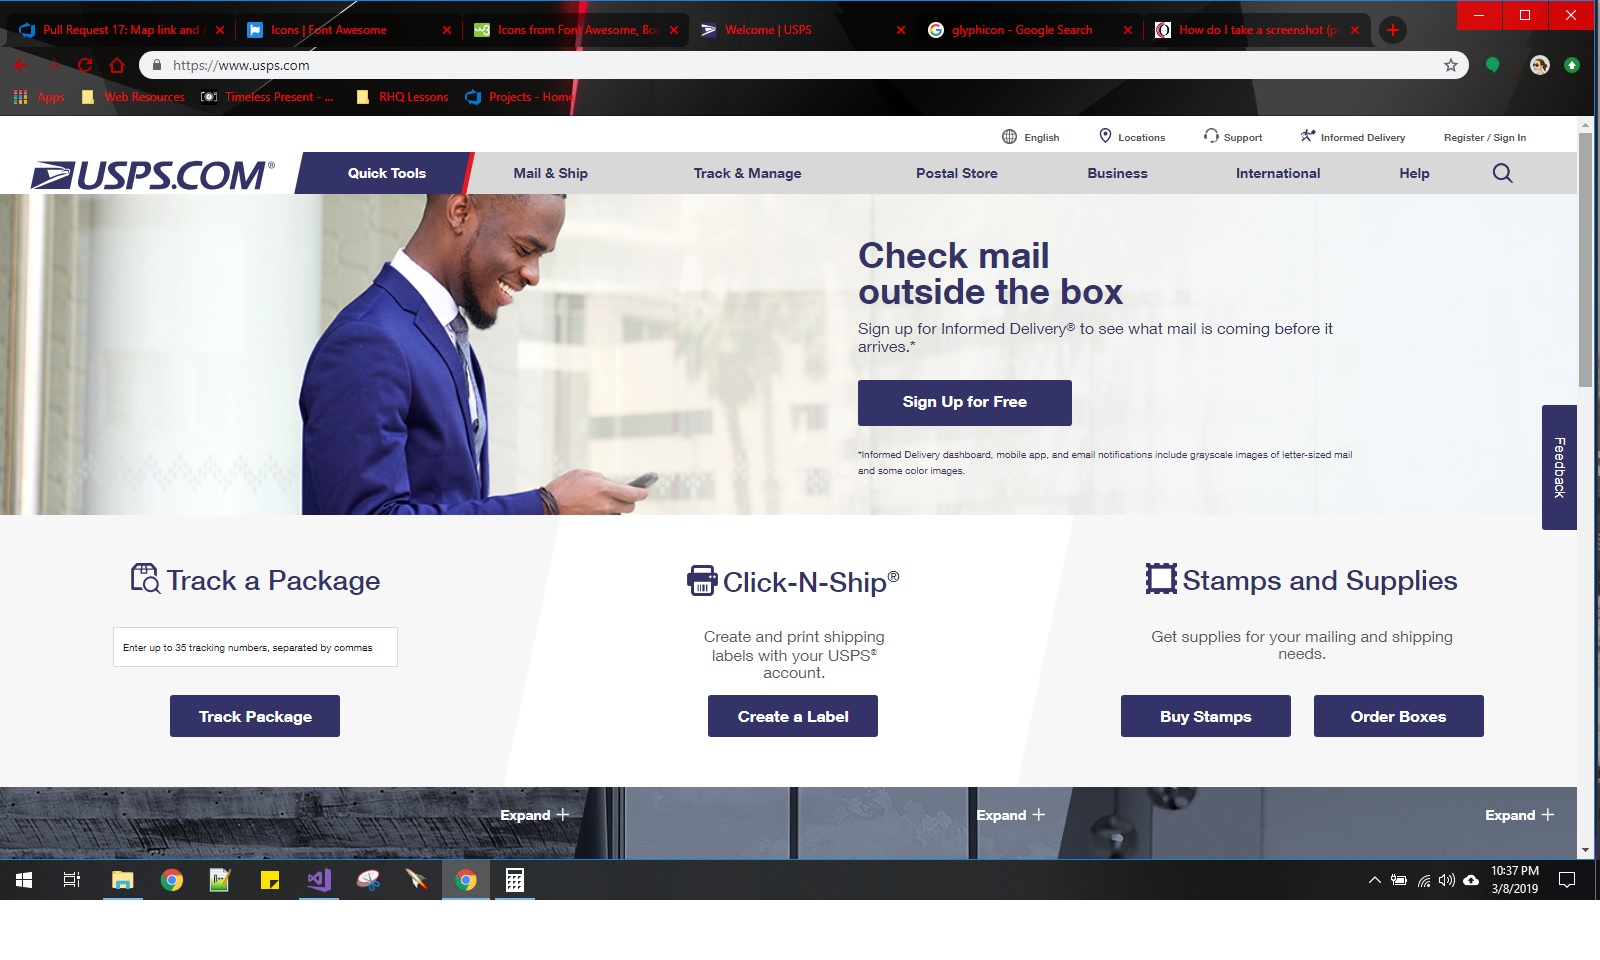 Pull Request 17: Map link and
Icons | Font Awesome
Icons from Font Awesome, Boo
Welcome | USPS
glyphicon - Google Search
How do I take a screenshot (p
https://www.usps.com
Apps
Web Resources
Timeless Present - ...
RHQ Lessons
Projects - Home
English
Locations
Support
Informed Delivery
Register / Sign In
USPS.COM®
Quick Tools
Mail & Ship
Track & Manage
Postal Store
Business
International
Help
Check mail
outside the box
Sign up for Informed Delivery® to see what mail is coming before it
arrives.*
Sign Up for Free
*Informed Delivery dashboard, mobile app, and email notifications include grayscale images of letter-sized mail
and some color images.
Feedback
Track a Package
Enter up to 35 tracking numbers, separated by commas
Track Package
Click-N-Ship®
Create and print shipping
labels with your USPS®
account.
Create a Label
Stamps and Supplies
Get supplies for your mailing and shipping
needs.
Buy Stamps
Order Boxes
Expand +
Expand +
Expand +
10:37 PM
3/8/2019